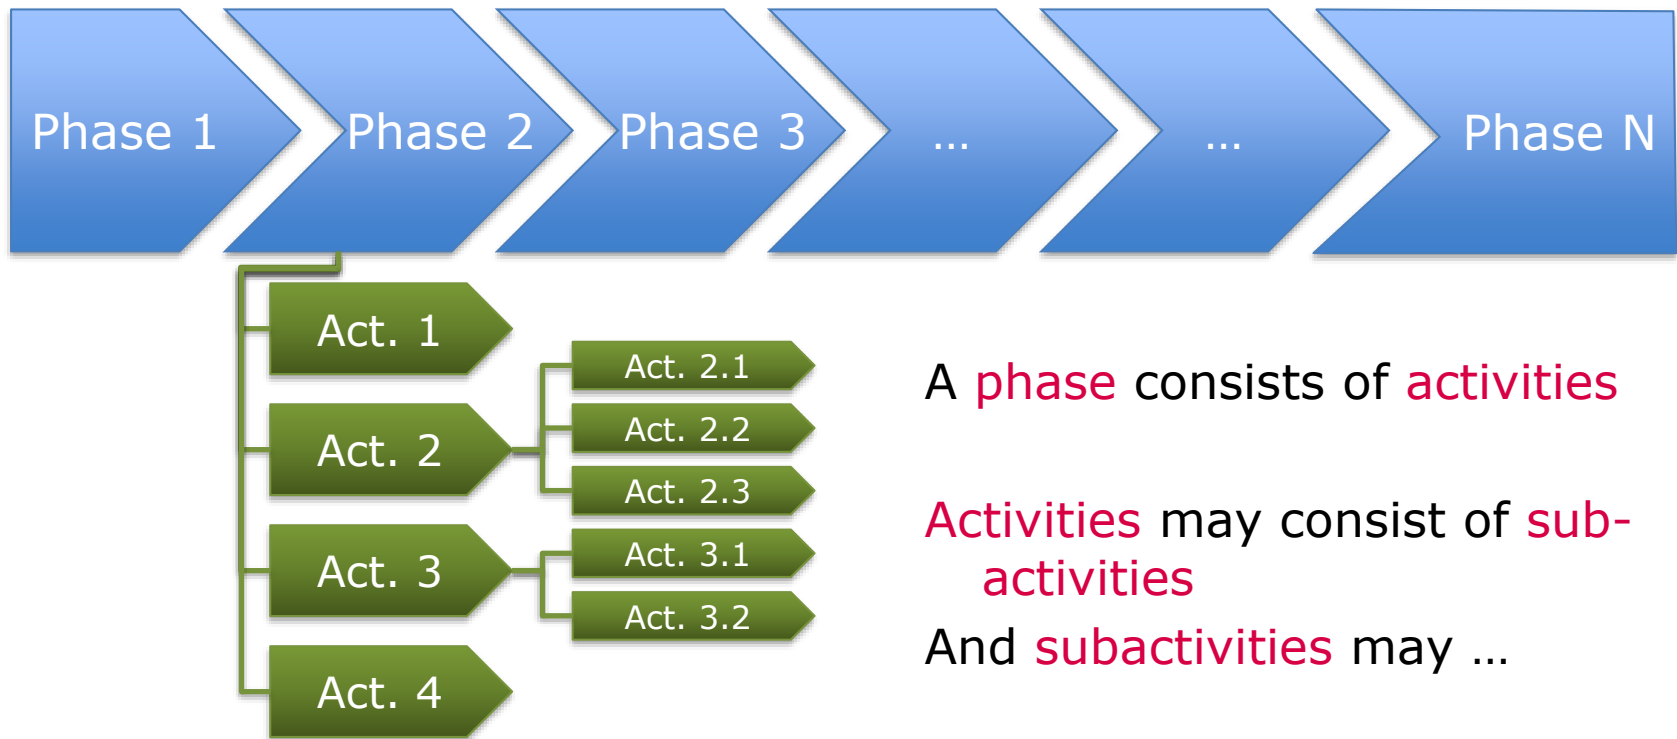 Phase 1
Phase 2
Phase 3
...
...
Phase N
Act. 1
Act. 2
Act. 3
Act. 4
Act. 2.1
Act. 2.2
Act. 2.3
Act. 3.1
Act. 3.2
A phase consists of activities
Activities may consist of sub-
activities
And subactivities may ...